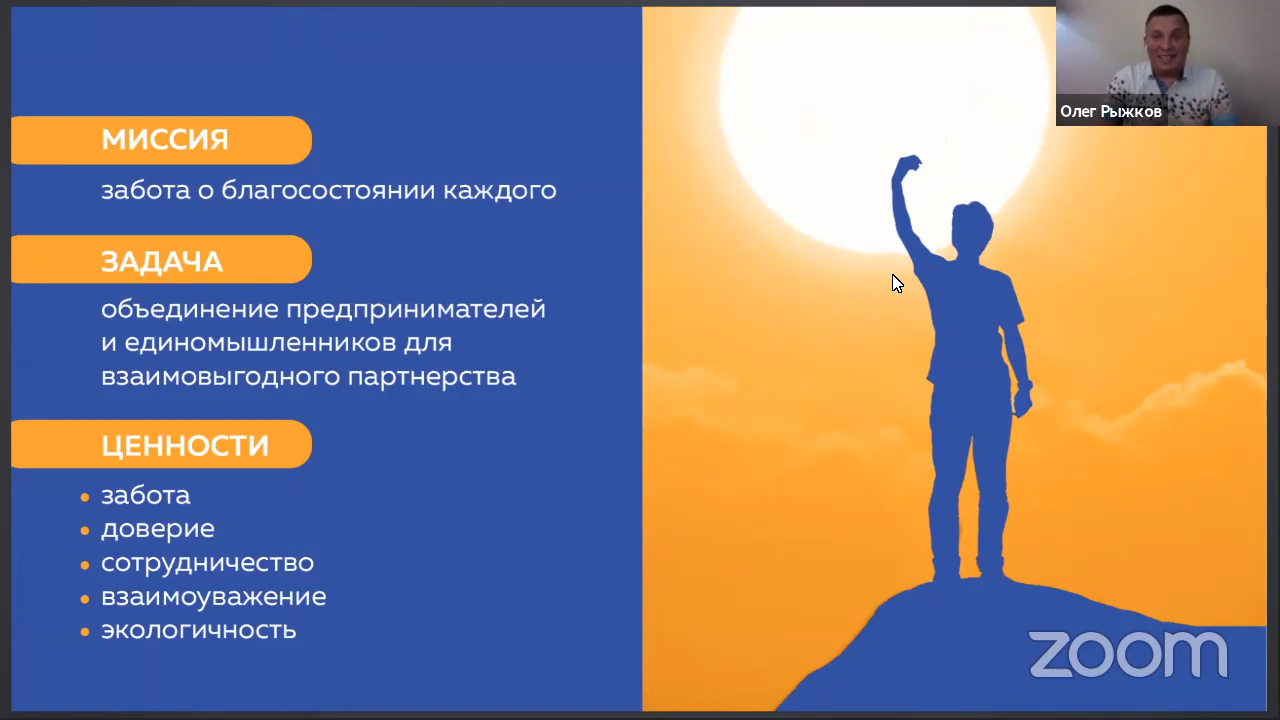 МИССИЯ
забота о благосостоянии каждого
ЗАДАЧА
объединение предпринимателей
и единомышленников для
взаимовыгодного партнерства
ЦЕННОСТИ
• забота
• доверие
• сотрудничество
• взаимоуважение
• экологичность
Олег Рыжков
zoom